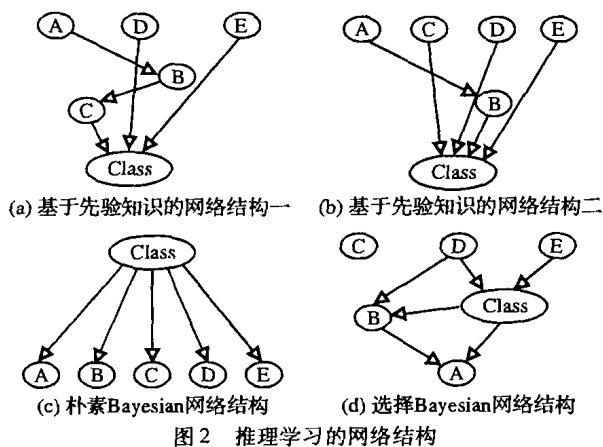 A D E
B
C
Class
(a) 基于先验知识的网络结构一
A C D E
B
Class
(b) 基于先验知识的网络结构二
Class
A B C D E
(c) 朴素Bayesian网络结构
C D E
B Class
A
(d) 选择Bayesian网络结构
图2 推理学习的网络结构